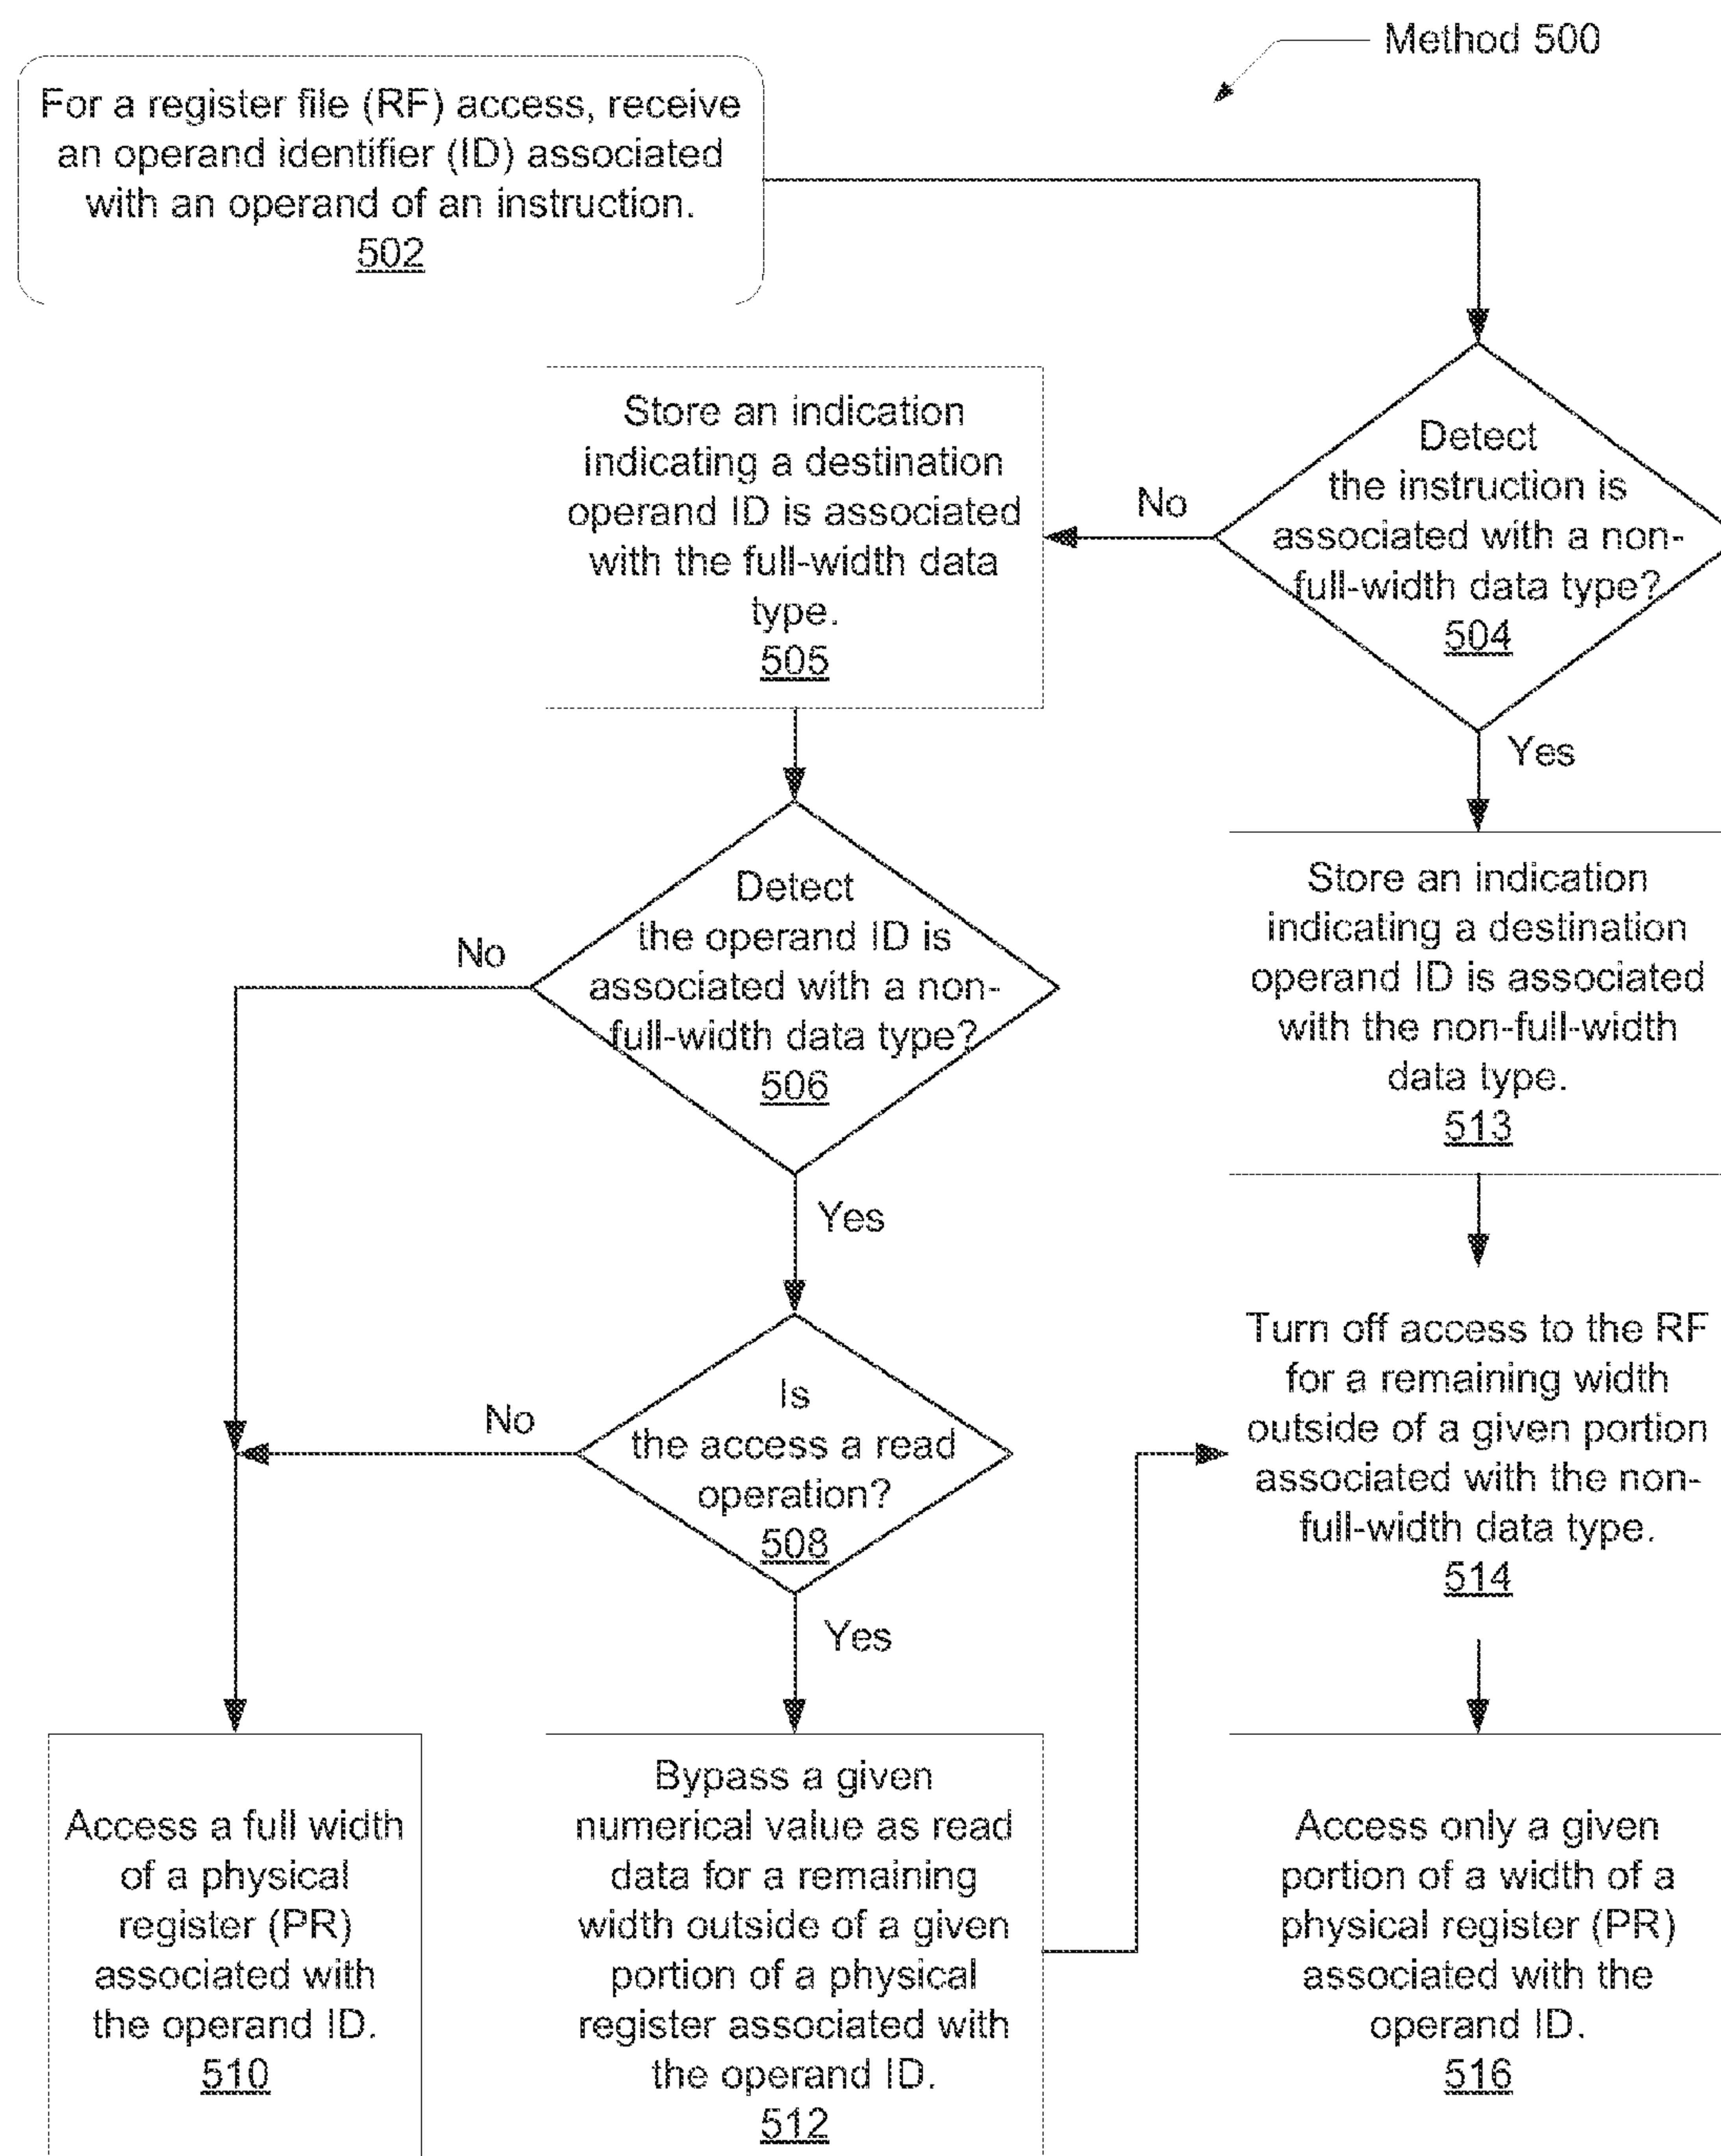 Method 500
For a register file (RF) access, receive
an operand identifier (ID) associated
with an operand of an instruction.
502
Detect
the instruction is
associated with a non-
full-width data type?
504
No
Yes
Store an indication
indicating a destination
operand ID is associated
with the full-width data
type.
505
Detect
the operand ID is
associated with a non-
full-width data type?
506
No
Yes
Store an indication
indicating a destination
operand ID is associated
with the non-full-width
data type.
513
Is
the access a read
operation?
508
No
Yes
Turn off access to the RF
for a remaining width
outside of a given portion
associated with the non-
full-width data type.
514
Access a full width
of a physical
register (PR)
associated with
the operand ID.
510
Bypass a given
numerical value as read
data for a remaining
width outside of a given
portion of a physical
register associated with
the operand ID.
512
Access only a given
portion of a width of a
physical register (PR)
associated with the
operand ID.
516